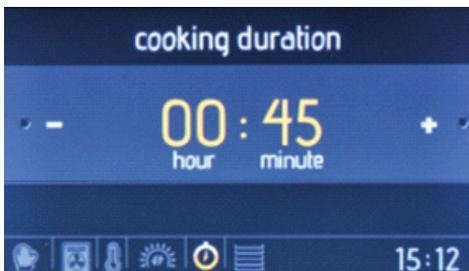 cooking duration
- 00 : 45 +
hour minute
15:12